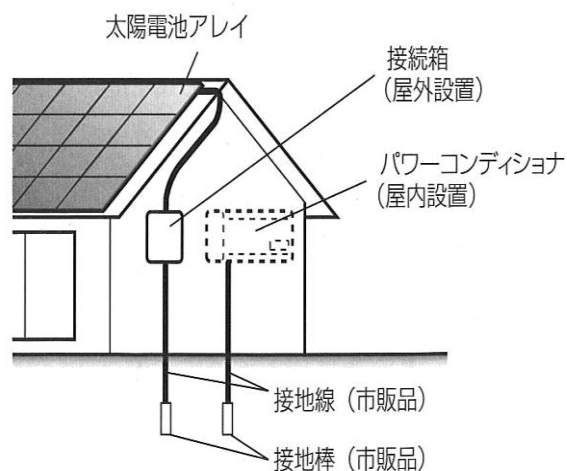 太陽電池アレイ
接続箱
(屋外設置)
パワーコンディショナ
(屋内設置)
接地線（市販品）
接地棒（市販品）